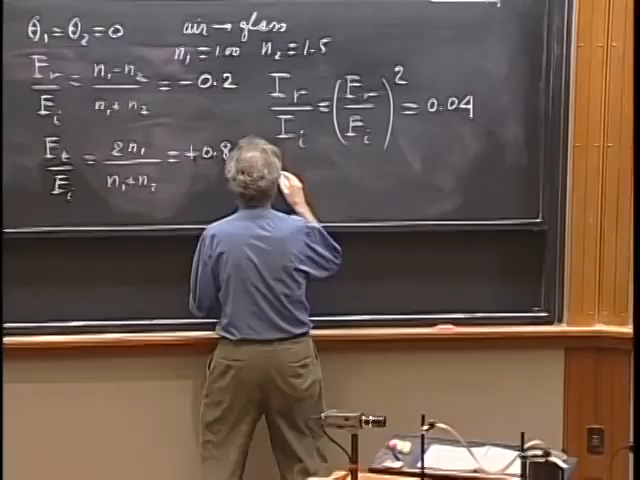 θ₁=θ₂=0 air→glass
n₁=1.00 n₂=1.5
E_r/E_i = (n₁-n₂)/(n₁+n₂) = -0.2
I_r/I_i = (E_r/E_i)² = 0.04
E_t/E_i = 2n₁/(n₁+n₂) = +0.8